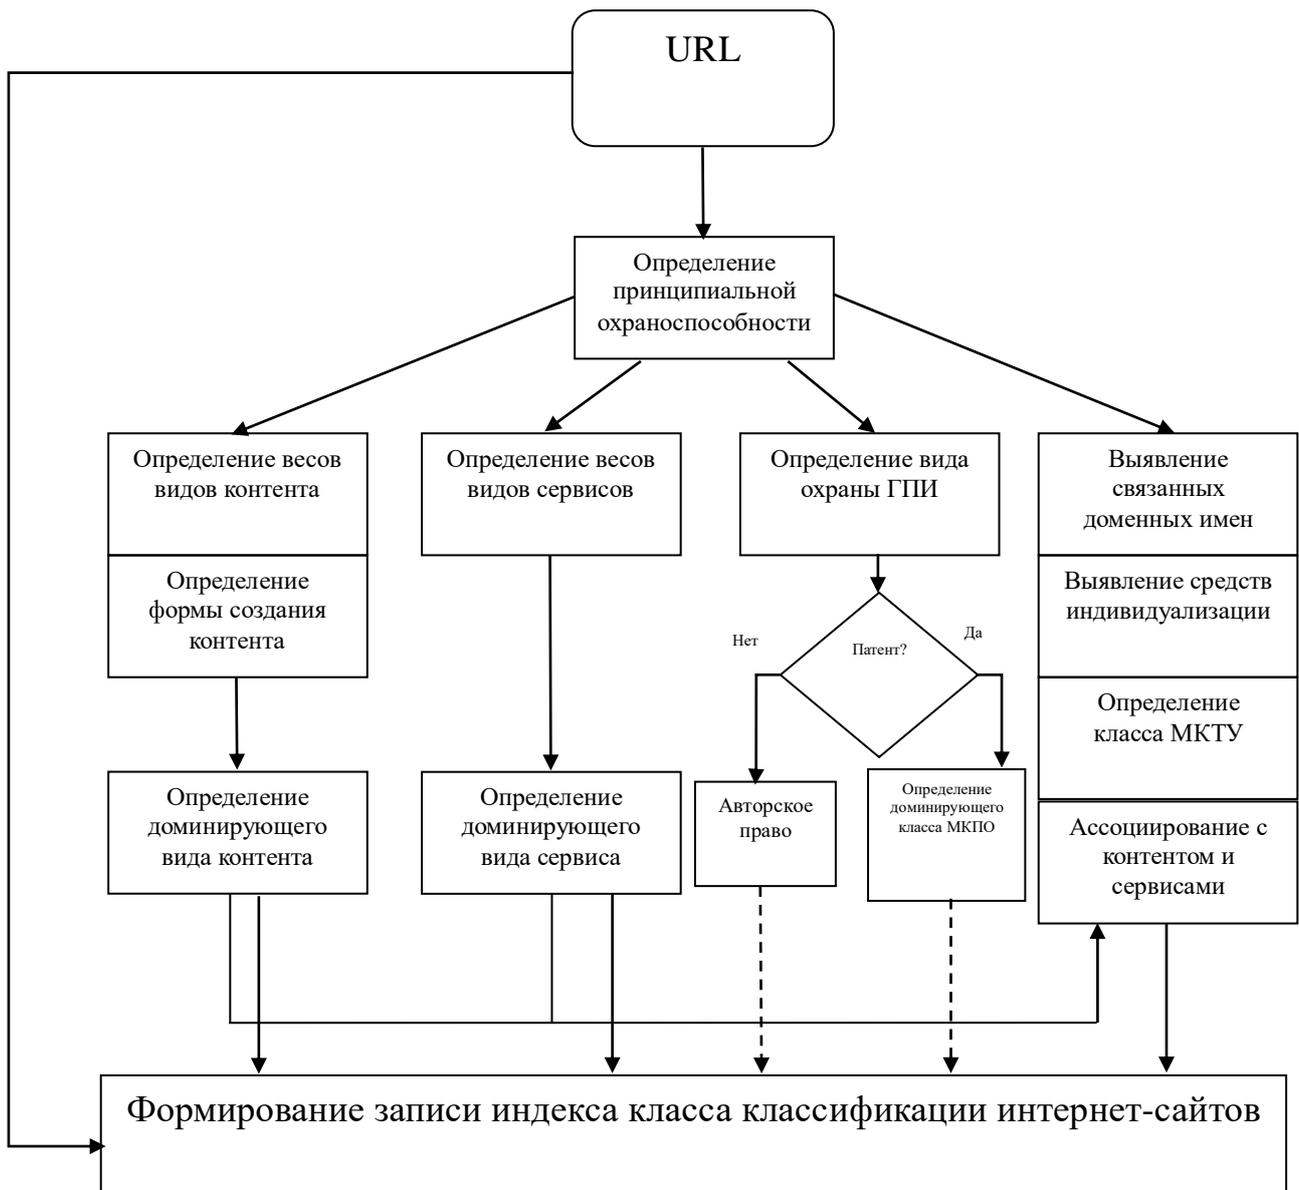 URL
Определение
принципиальной
охраноспособности
Определение весов
видов контента
Определение
формы создания
контента
Определение весов
видов сервисов
Определение вида
охраны ГПИ
Выявление
связанных
доменных имен
Выявление средств
индивидуализации
Определение
класса МКТУ
Ассоциирование с
контентом и
сервисами
Нет
Патент?
Да
Определение
доминирующего
вида контента
Определение
доминирующего
вида сервиса
Авторское
право
Определение
доминирующего
класса МКПО
Формирование записи индекса класса классификации интернет-сайтов